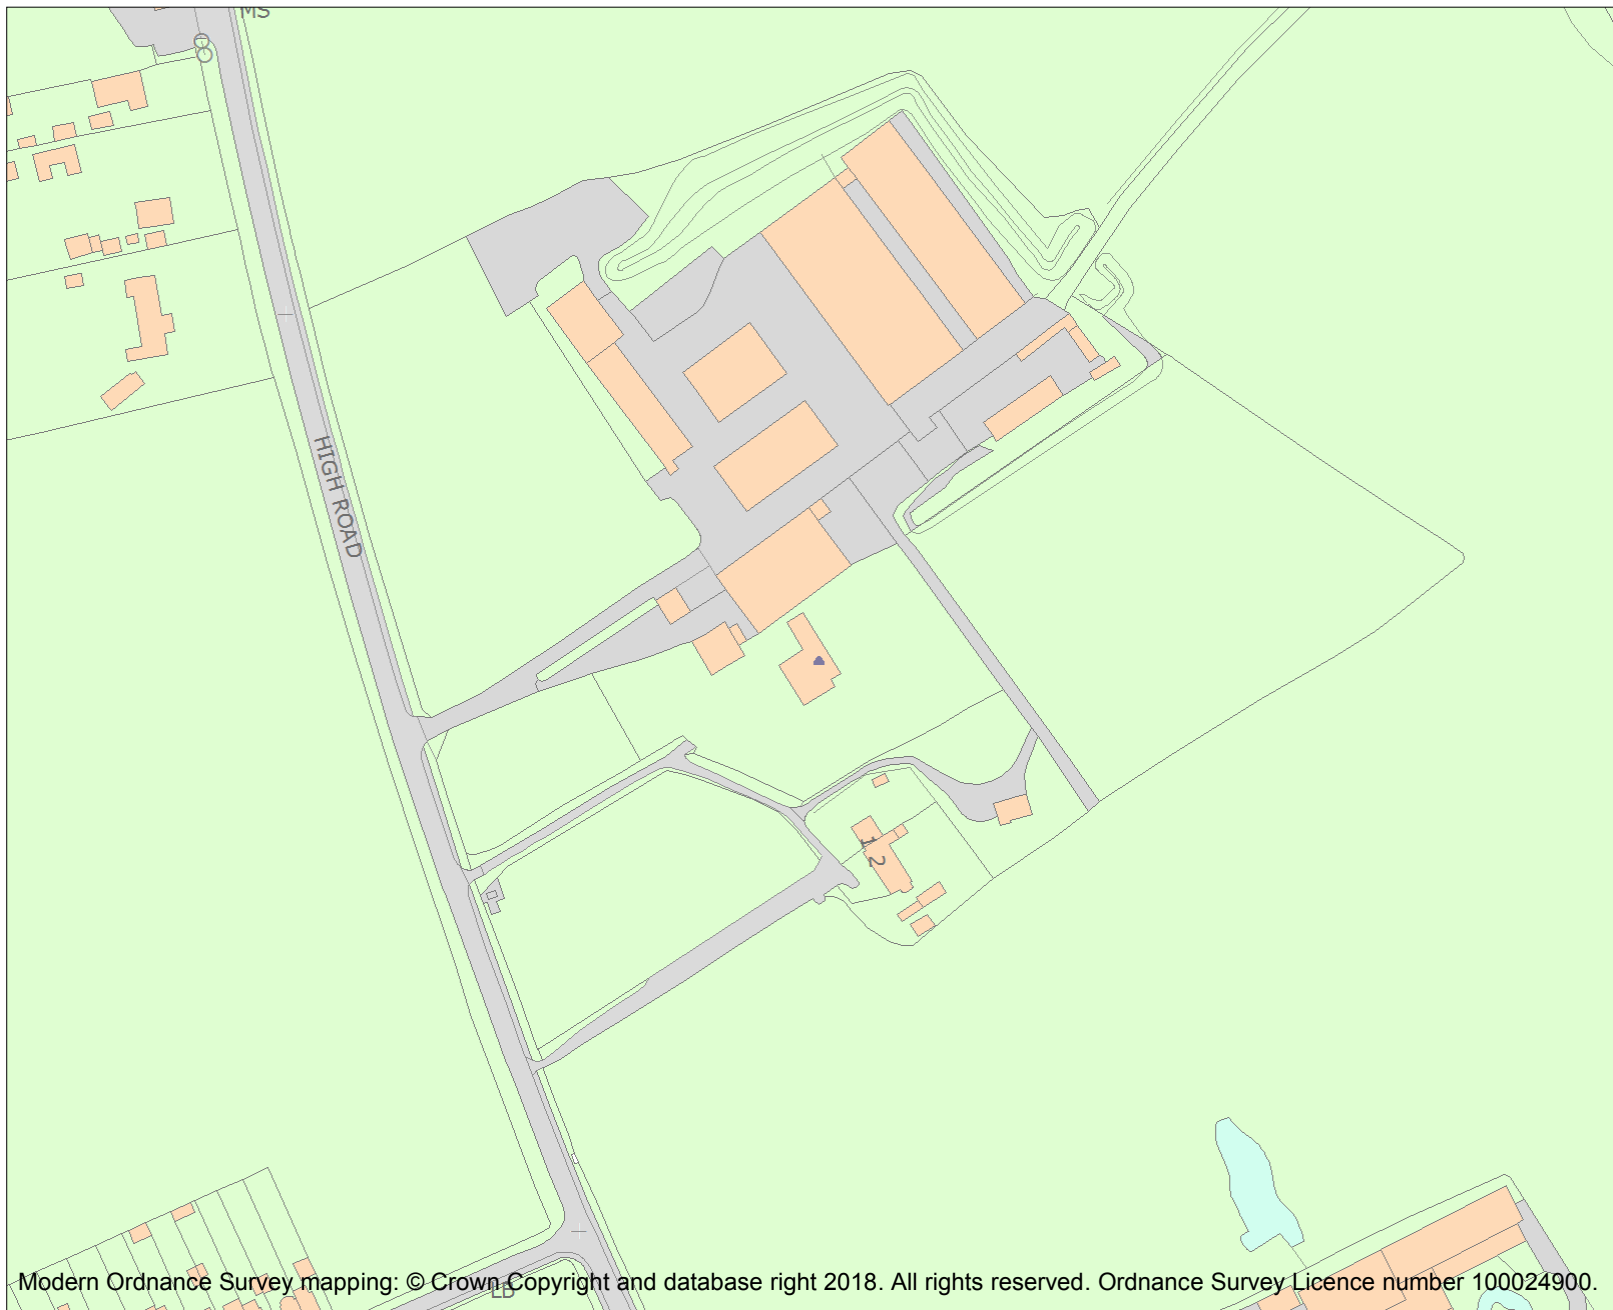 MS
HIGH ROAD
1
2
LB
Modern Ordnance Survey mapping: © Crown Copyright and database right 2018. All rights reserved. Ordnance Survey Licence number 100024900.